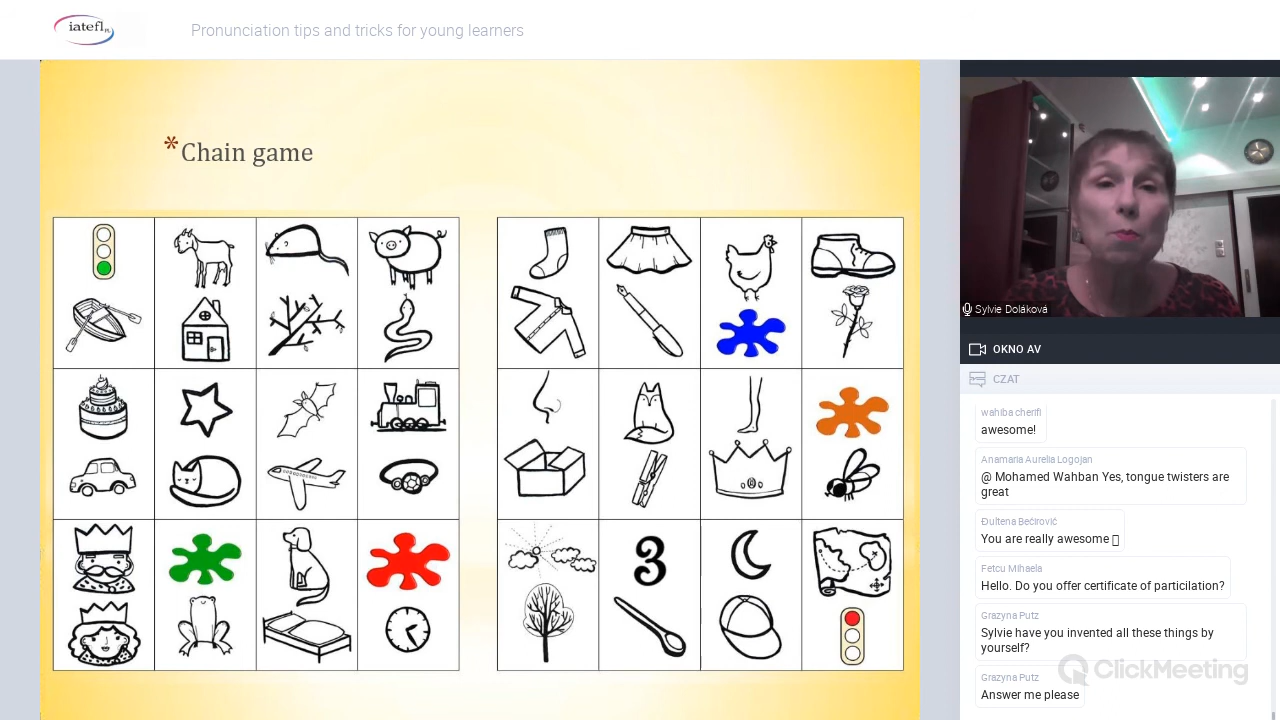 iatefl PL
Pronunciation tips and tricks for young learners
* Chain game
3
Sylvie Doláková
OKNO AV
CZAT
wahiba cherifi
awesome!
Anamaria Aurelia Logojan
@ Mohamed Wahban Yes, tongue twisters are
great
Đultena Bećirovič
You are really awesome
Fetcu Mihaela
Hello. Do you offer certificate of particilation?
Grazyna Putz
Sylvie have you invented all these things by
yourself?
Grazyna Putz
Answer me please
ClickMeeting